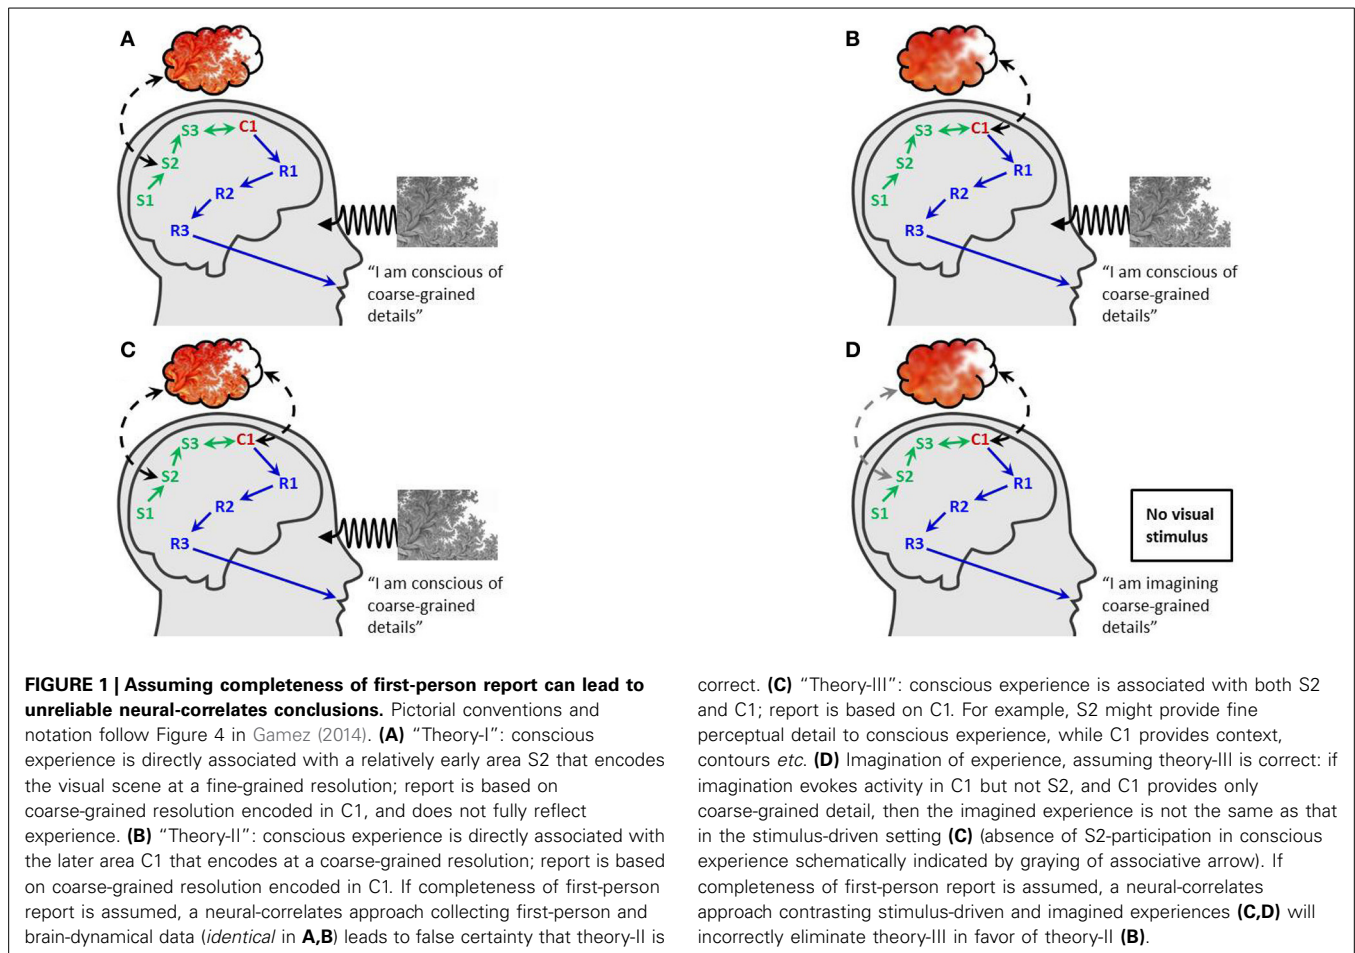 A
S3
C1
S2
S1
R1
R2
R3
"I am conscious of
coarse-grained
details"
B
S3
C1
S2
S1
R1
R2
R3
"I am conscious of
coarse-grained
details"
C
S3
C1
S2
S1
R1
R2
R3
"I am conscious of
coarse-grained
details"
D
S3
C1
S2
S1
R1
R2
R3
No visual
stimulus
"I am imagining
coarse-grained
details"
FIGURE 1 | Assuming completeness of first-person report can lead to
unreliable neural-correlates conclusions. Pictorial conventions and
notation follow Figure 4 in Gamez (2014). (A) "Theory-I": conscious
experience is directly associated with a relatively early area S2 that encodes
the visual scene at a fine-grained resolution; report is based on
coarse-grained resolution encoded in C1, and does not fully reflect
experience. (B) "Theory-II": conscious experience is directly associated with
the later area C1 that encodes at a coarse-grained resolution; report is based
on coarse-grained resolution encoded in C1. If completeness of first-person
report is assumed, a neural-correlates approach collecting first-person and
brain-dynamical data (identical in A,B) leads to false certainty that theory-II is
correct. (C) "Theory-III": conscious experience is associated with both S2
and C1; report is based on C1. For example, S2 might provide fine
perceptual detail to conscious experience, while C1 provides context,
contours etc. (D) Imagination of experience, assuming theory-III is correct: if
imagination evokes activity in C1 but not S2, and C1 provides only
coarse-grained detail, then the imagined experience is not the same as that
in the stimulus-driven setting (C) (absence of S2-participation in conscious
experience schematically indicated by graying of associative arrow). If
completeness of first-person report is assumed, a neural-correlates
approach contrasting stimulus-driven and imagined experiences (C,D) will
incorrectly eliminate theory-III in favor of theory-II (B).